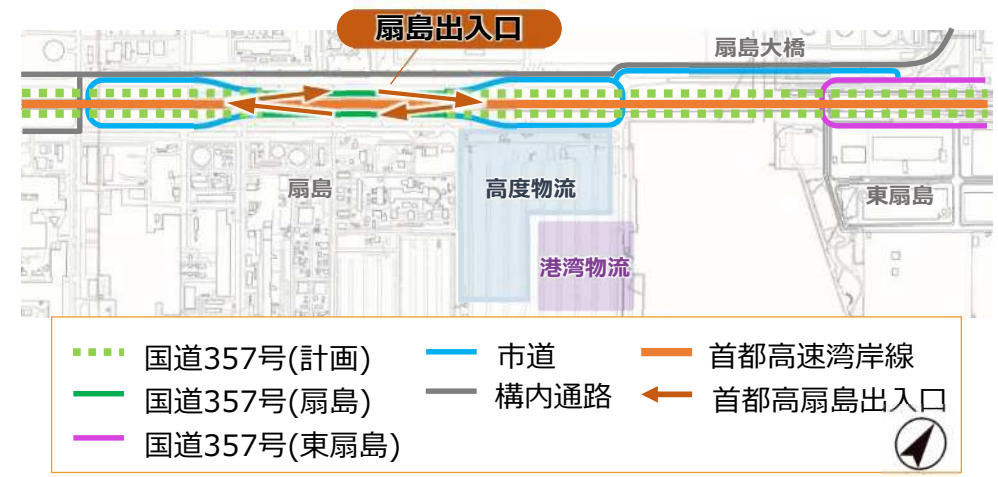 扇島出入口
扇島大橋
扇島
高度物流
東扇島
港湾物流
国道357号(計画)
市道
首都高速湾岸線
国道357号(扇島)
構内通路
首都高扇島出入口
国道357号(東扇島)